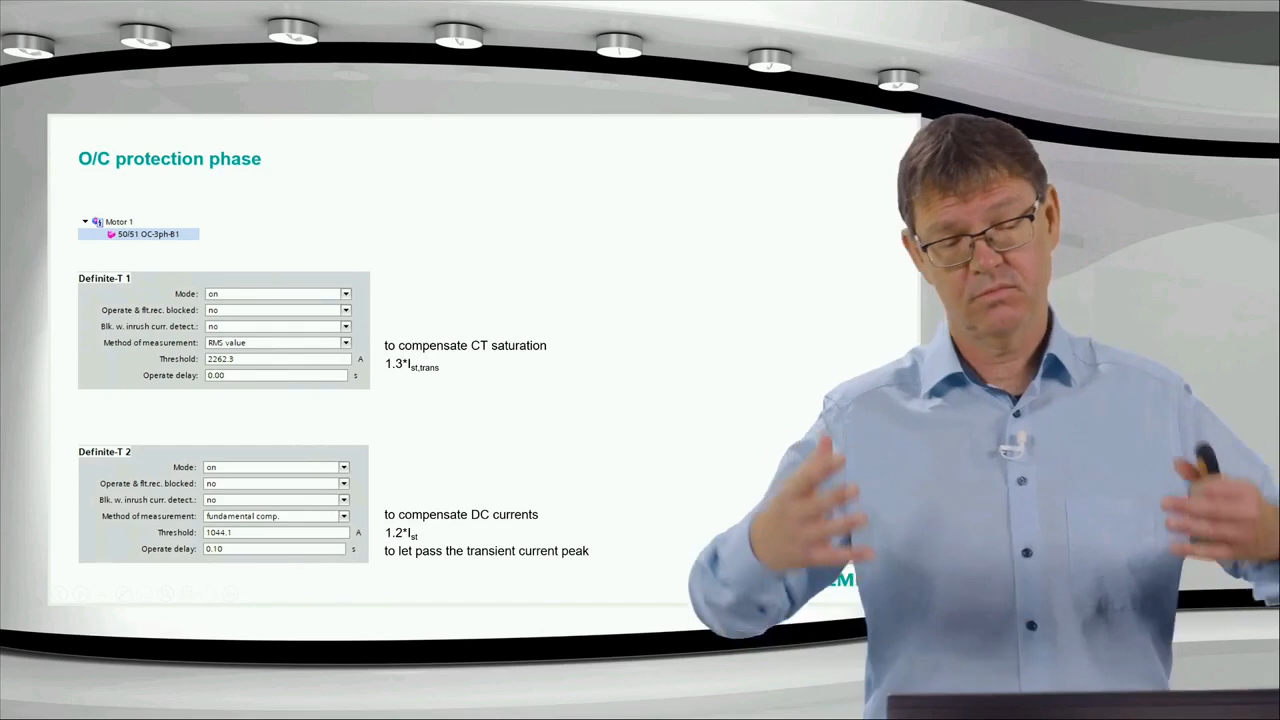 O/C protection phase
Motor 1
50/51 OC-3ph-B1
Definite-T 1
Mode: on
Operate & flt.rec. blocked: no
Blk. w. inrush curr. detect.: no
Method of measurement: RMS value
Threshold: 2262.3 A
Operate delay: 0.00 s
to compensate CT saturation
1.3*Ist,trans
Definite-T 2
Mode: on
Operate & flt.rec. blocked: no
Blk. w. inrush curr. detect.: no
Method of measurement: fundamental comp.
Threshold: 1044.1 A
Operate delay: 0.10 s
to compensate DC currents
1.2*Ist
to let pass the transient current peak